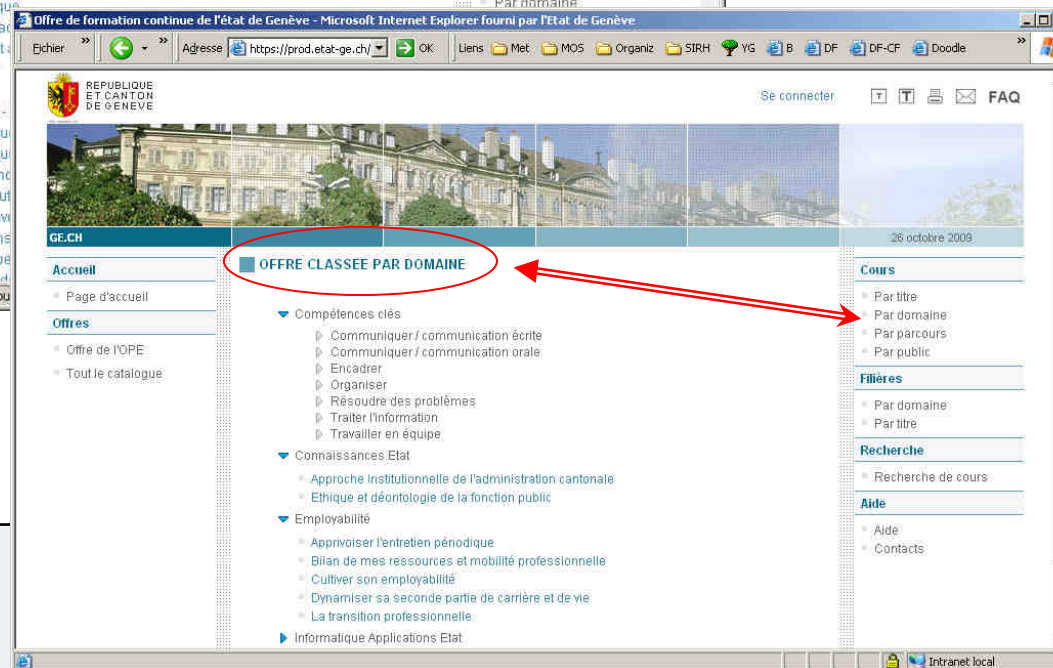 Par domaine
Offre de formation continue de l'état de Genève - Microsoft Internet Explorer fourni par l'Etat de Genève
Fichier » Adresse https://prod.etat-ge.ch/ OK Liens Met MOS Organiz SIRH YG B DF DF-CF Doodle »
REPUBLIQUE
ET CANTON
DE GENEVE
Se connecter T T FAQ
GE.CH
26 octobre 2009
Accueil
Page d'accueil
Offres
Offre de l'OPE
Tout le catalogue
OFFRE CLASSEE PAR DOMAINE
Compétences clés
Communiquer / communication écrite
Communiquer / communication orale
Encadrer
Organiser
Résoudre des problèmes
Traiter l'information
Travailler en équipe
Connaissances Etat
Approche institutionnelle de l'administration cantonale
Ethique et déontologie de la fonction public
Employabilité
Apprivoiser l'entretien périodique
Bilan de mes ressources et mobilité professionnelle
Cultiver son employabilité
Dynamiser sa seconde partie de carrière et de vie
La transition professionnelle
Informatique Applications Etat
Cours
Par titre
Par domaine
Par parcours
Par public
Filières
Par domaine
Par titre
Recherche
Recherche de cours
Aide
Aide
Contacts
Intranet local